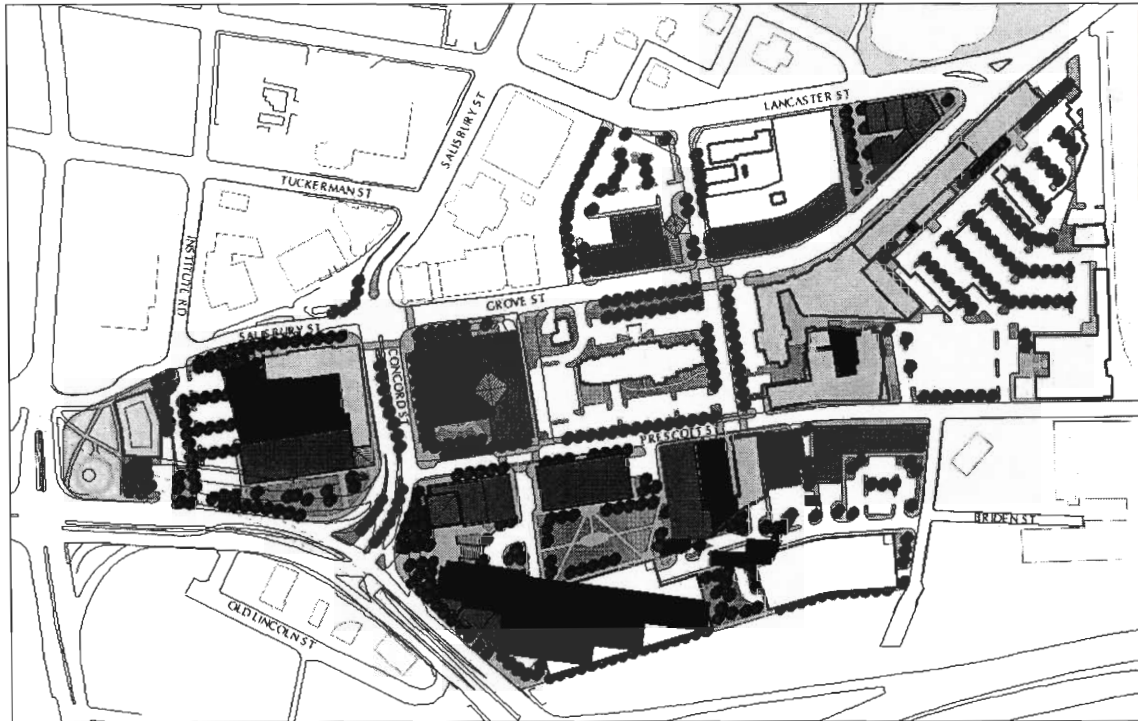 LANCASTER ST
SALISBURY ST
TUCKERMAN ST
INSTITUTE RD
GROVE ST
SALISBURY ST
CONCORD ST
PRESCOTT ST
BRIDEN ST
OLD LINCOLN ST